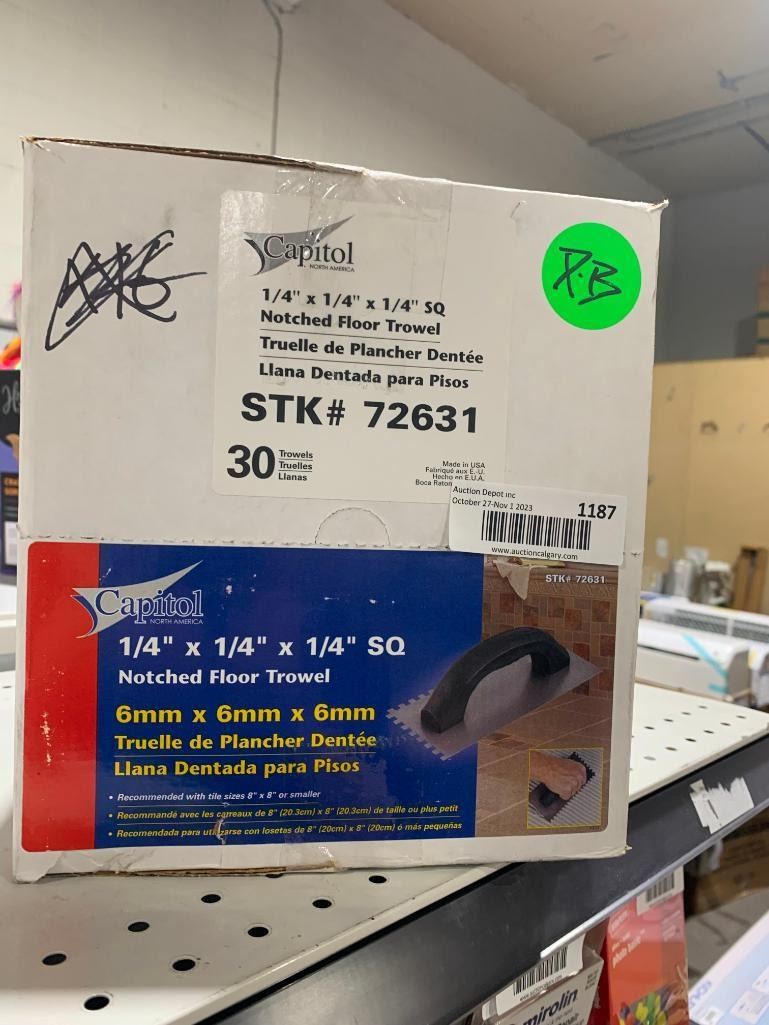 Capitol
NORTH AMERICA
1/4" x 1/4" x 1/4" SQ
Notched Floor Trowel
Truelle de Plancher Dentée
Llana Dentada para Pisos
STK# 72631
30 Trowels
Truelles
Llanas
Made in USA
Fabriqué aux E.-U.
Hecho en E.U.A.
Boca Raton
P.B
Auction Depot inc
October 27-Nov 1 2023
1187
www.auctioncalgary.com
STK# 72631
Capitol
NORTH AMERICA
1/4" x 1/4" x 1/4" SQ
Notched Floor Trowel
6mm x 6mm x 6mm
Truelle de Plancher Dentée
Llana Dentada para Pisos
• Recommended with tile sizes 8" x 8" or smaller
• Recommandé avec les carreaux de 8" (20.3cm) x 8" (20.3cm) de taille ou plus petit
• Recomendada para utilizarse con losetas de 8" (20cm) x 8" (20cm) ó más pequeñas
mirolin